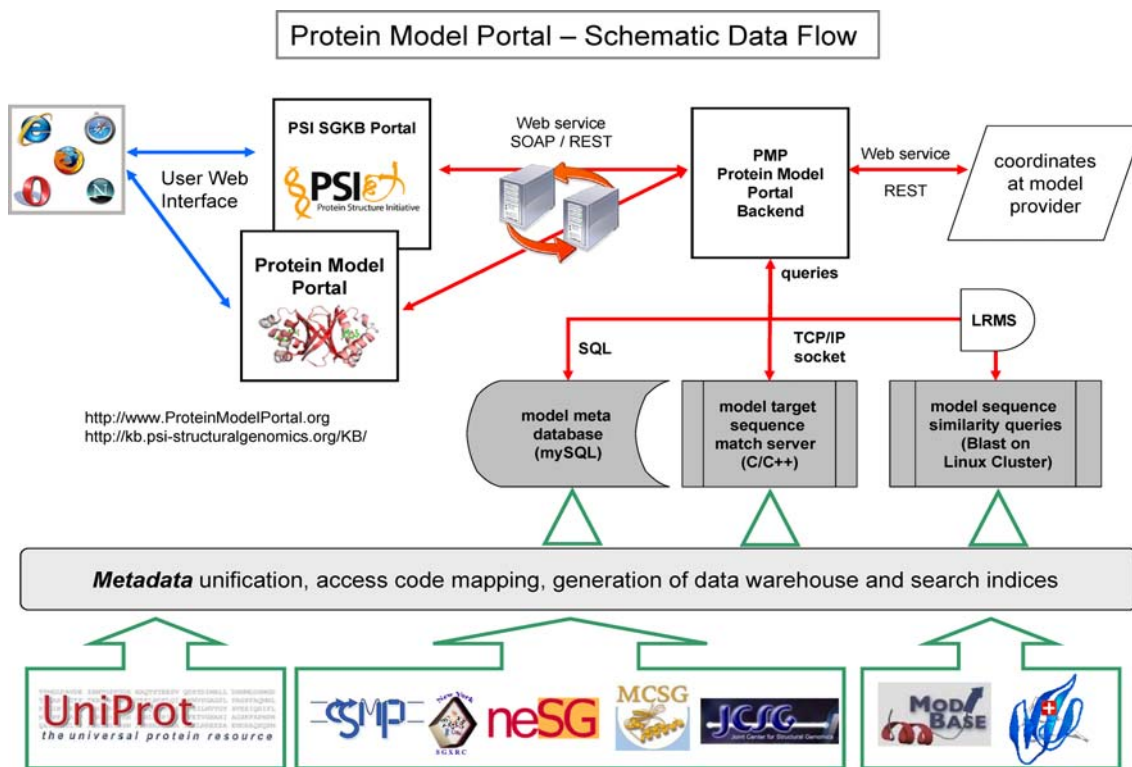 Protein Model Portal – Schematic Data Flow
PSI SGKB Portal
PSI
Protein Structure Initiative
User Web
Interface
Protein Model
Portal
Web service
SOAP / REST
PMP
Protein Model
Portal
Backend
Web service
REST
coordinates
at model
provider
queries
LRMS
SQL
TCP/IP
socket
http://www.ProteinModelPortal.org
http://kb.psi-structuralgenomics.org/KB/
model meta
database
(mySQL)
model target
sequence
match server
(C/C++)
model sequence
similarity queries
(Blast on
Linux Cluster)
Metadata unification, access code mapping, generation of data warehouse and search indices
UniProt
the universal protein resource
CSMP
New York
SGXRC
neSG
MCSG
JCSG
Joint Center for Structural Genomics
MODBASE